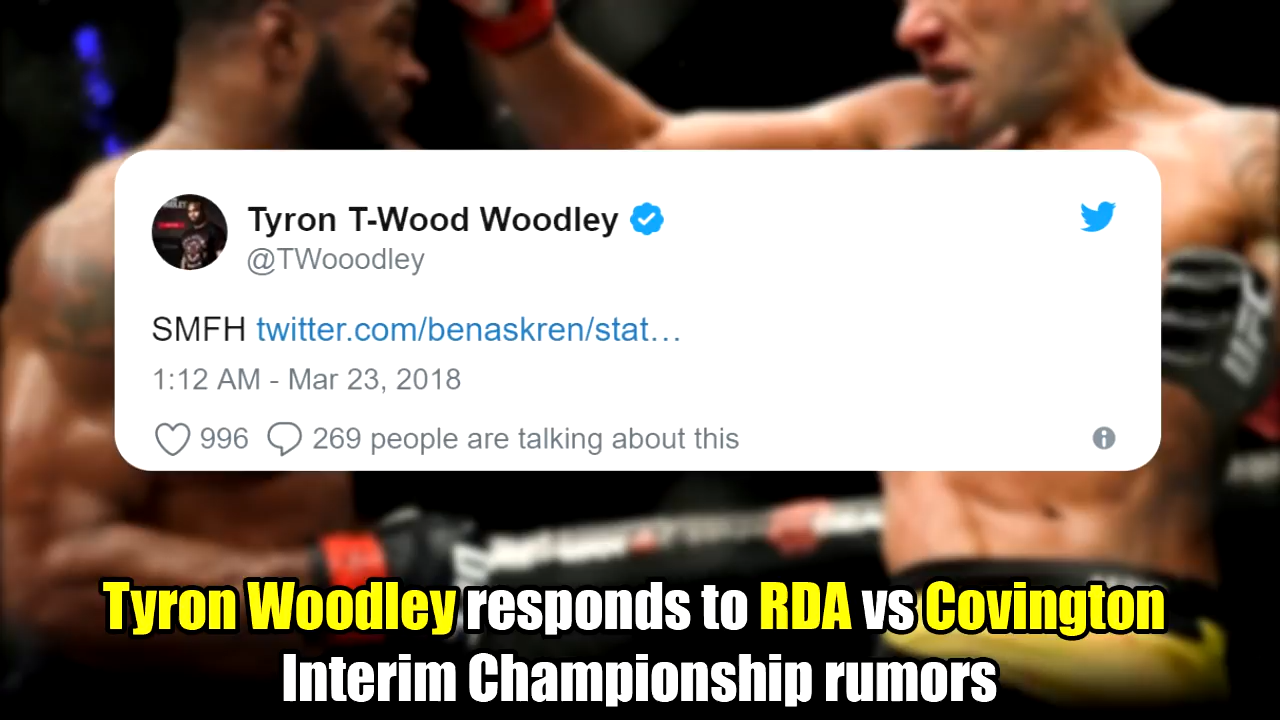 Tyron T-Wood Woodley
@TWooodley
SMFH twitter.com/benaskren/stat…
1:12 AM - Mar 23, 2018
996 269 people are talking about this
UFC
Tyron Woodley responds to RDA vs Covington
Interim Championship rumors